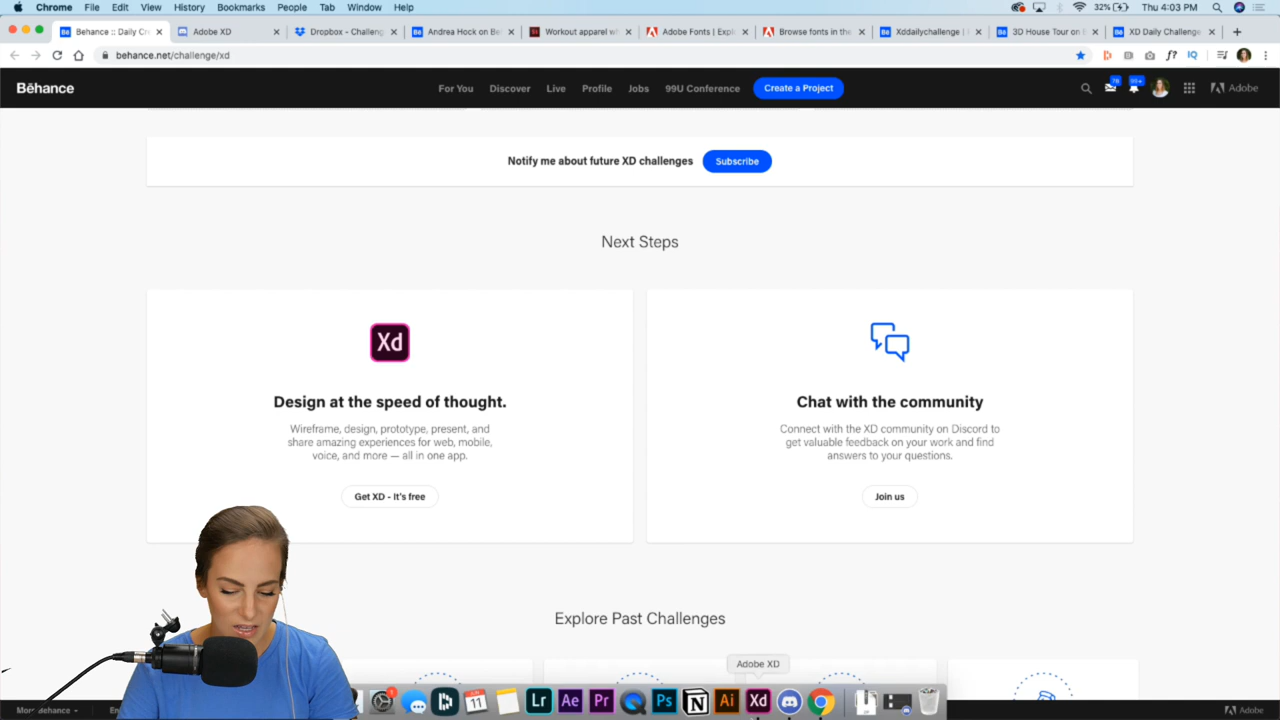 Chrome File Edit View History Bookmarks People Tab Window Help 32% Thu 4:03 PM
Behance :: Daily Cr Adobe XD Dropbox - Challeng Andrea Hock on Be Workout apparel w Adobe Fonts | Expl Browse fonts in the Xddailychallenge | 3D House Tour on XD Daily Challenge
behance.net/challenge/xd
Bēhance For You Discover Live Profile Jobs 99U Conference Create a Project Adobe
Notify me about future XD challenges Subscribe
Next Steps
Xd
Design at the speed of thought.
Wireframe, design, prototype, present, and
share amazing experiences for web, mobile,
voice, and more — all in one app.
Get XD - It's free
Chat with the community
Connect with the XD community on Discord to
get valuable feedback on your work and find
answers to your questions.
Join us
Explore Past Challenges
Adobe XD
11 Lr Ae Pr Ps N Ai Xd
More Behance
Adobe